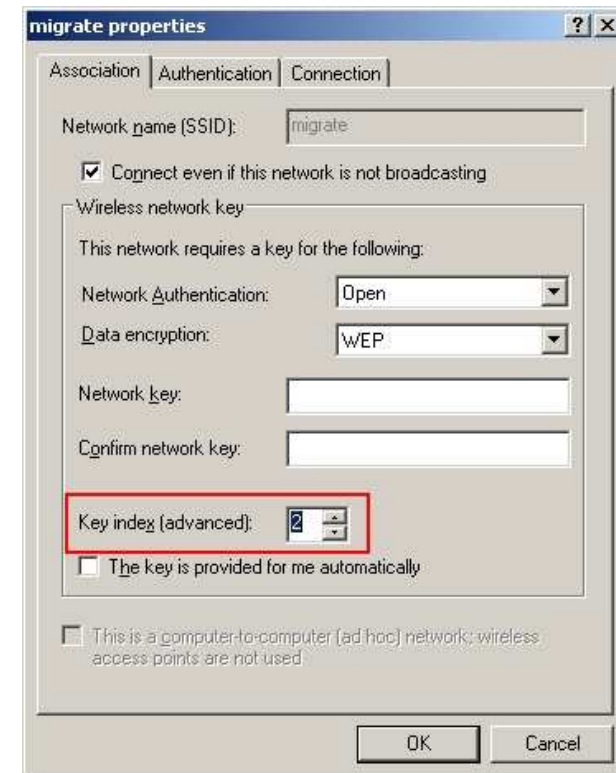 migrate properties
Association Authentication Connection
Network name (SSID): migrate
Connect even if this network is not broadcasting
Wireless network key
This network requires a key for the following:
Network Authentication: Open
Data encryption: WEP
Network key:
Confirm network key:
Key index (advanced): 2
The key is provided for me automatically
This is a computer-to-computer (ad hoc) network; wireless
access points are not used
OK Cancel